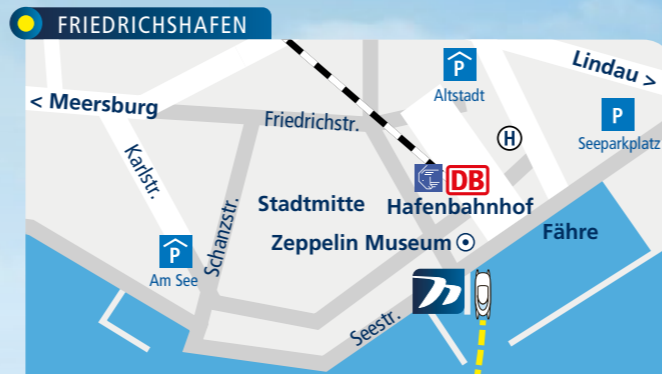 FRIEDRICHSHAFEN
P
Altstadt
Lindau >
< Meersburg
Friedrichstr.
P
Seeparkplatz
H
Karlstr.
DB
Schanzstr.
Stadtmitte
Hafenbahnhof
Fähre
Zeppelin Museum
P
Am See
Seestr.